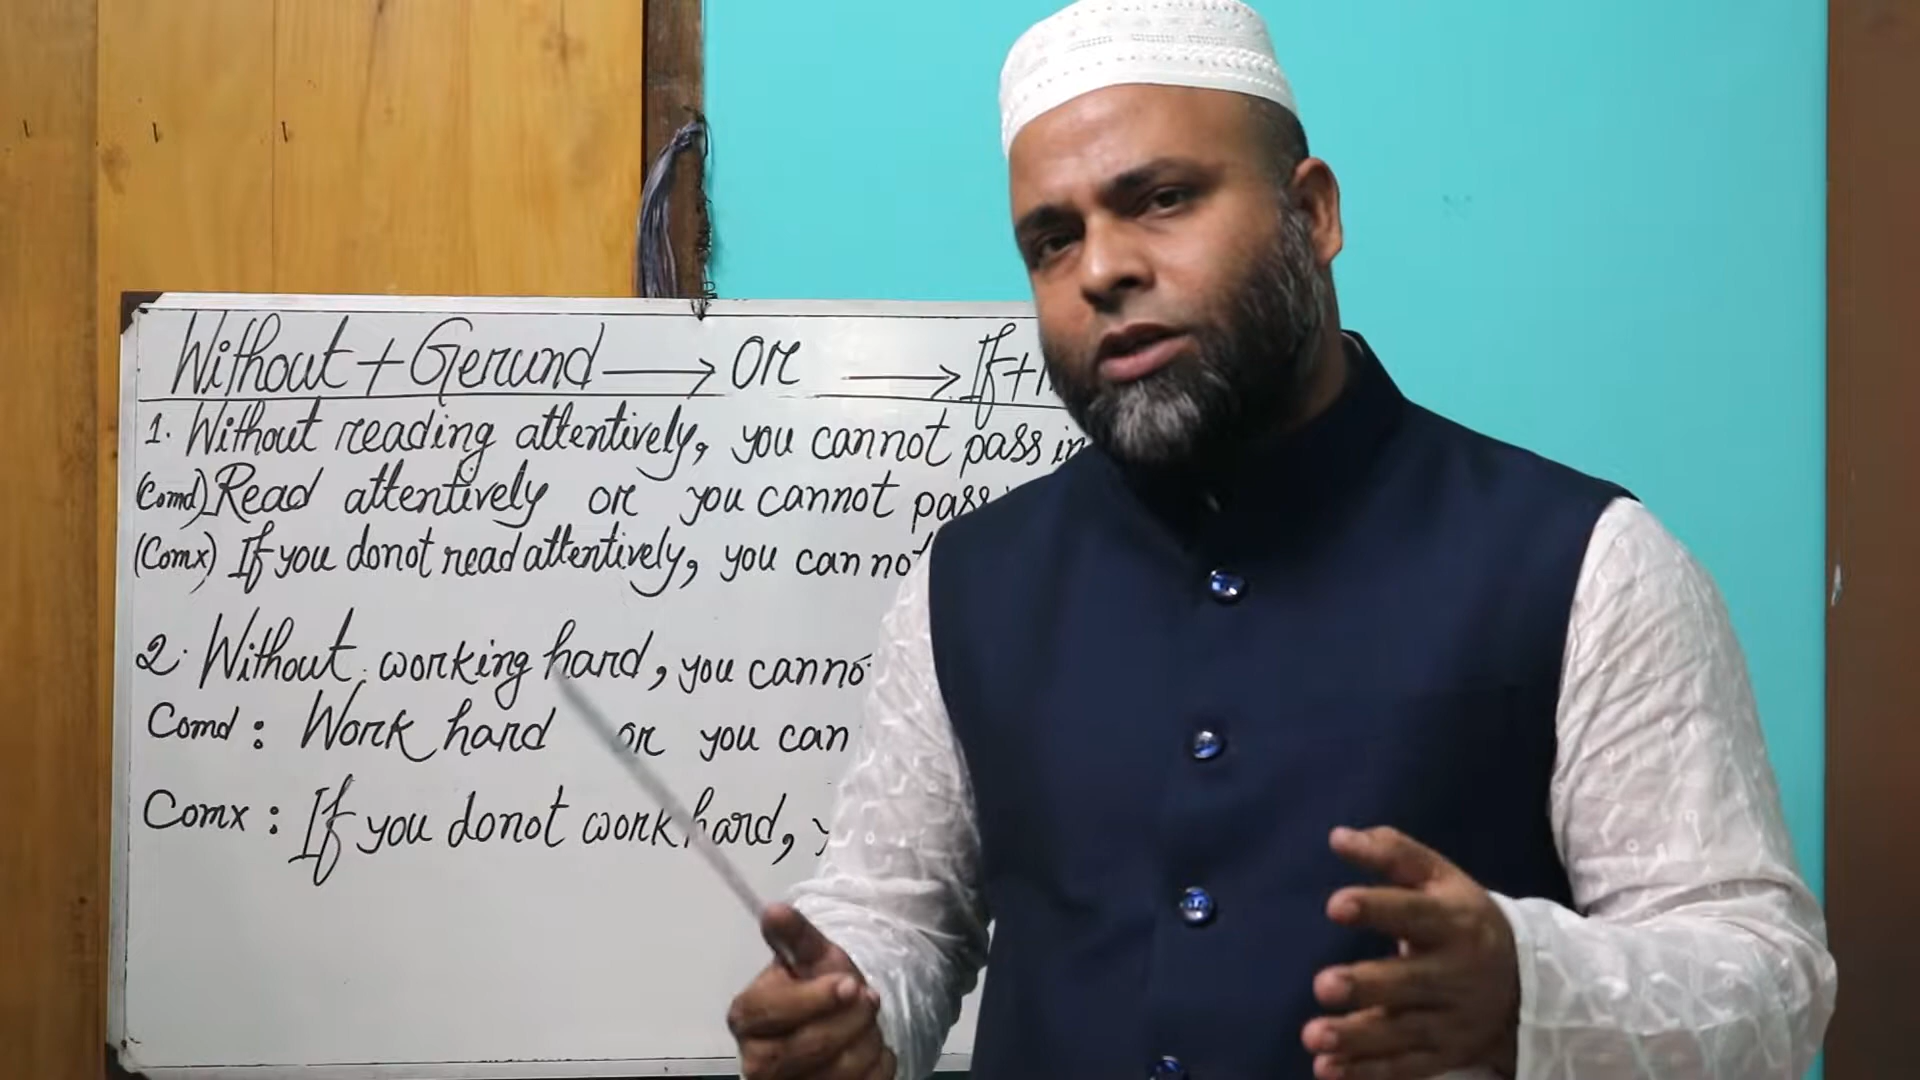 Without + Gerund → or → If +
1. Without reading attentively, you cannot pass in
(Comd) Read attentively or you cannot pass
(Comx) If you donot read attentively, you cannot
2. Without working hard, you canno
Comd : Work hard or you can
Comx : If you donot work hard,